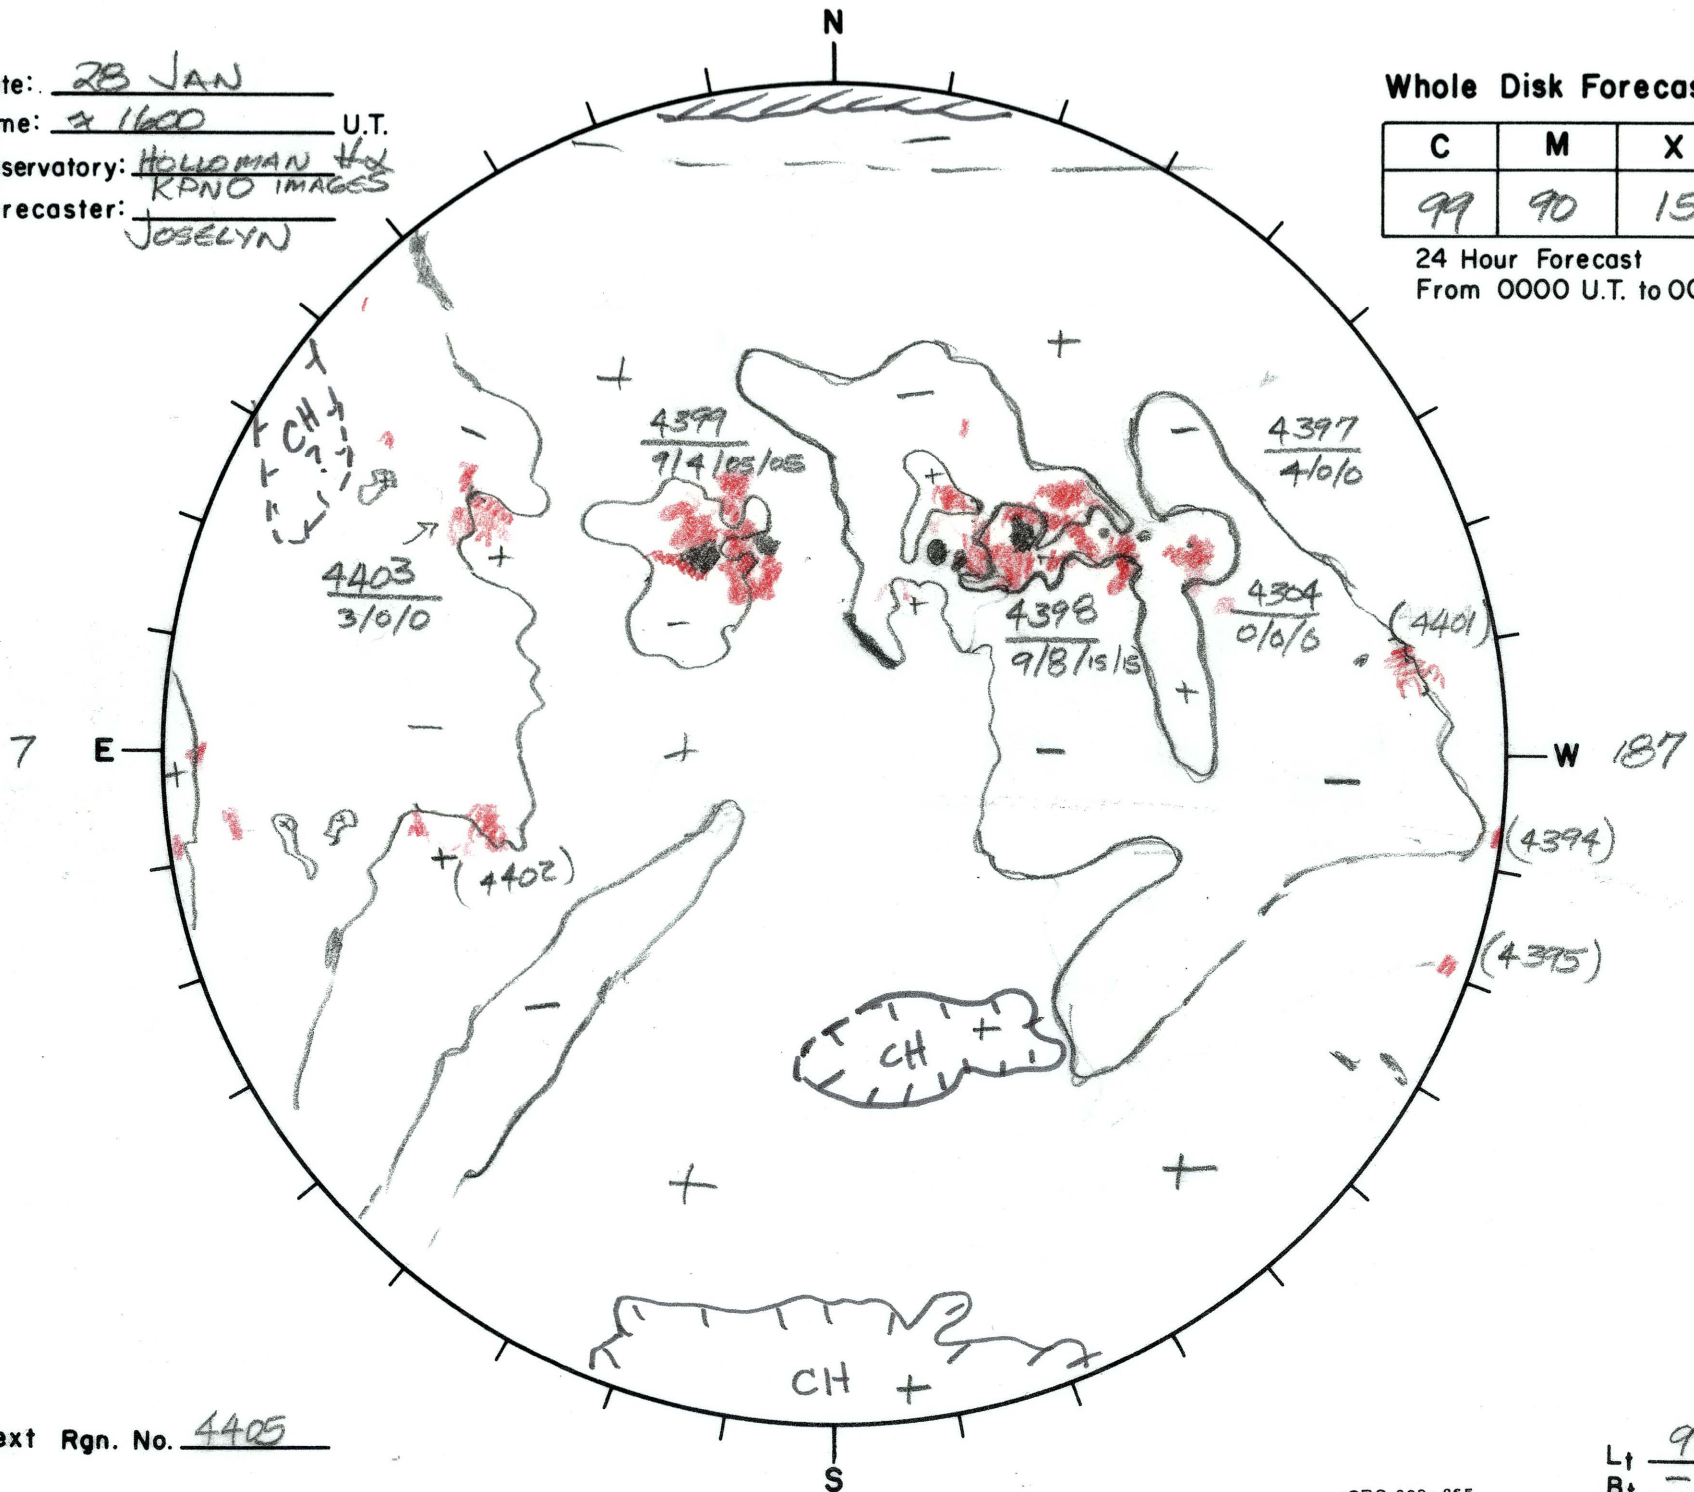 N
te: 28 JAN
me: ≈ 1600 U.T.
servatory: HOLLOMAN Hα
KPNO IMAGES
recaster:
JOSELYN
Whole Disk Forecas
C M X
99 90 15
24 Hour Forecast
From 0000 U.T. to 00
CH
?
4399
9/4/05/05
4397
4/0/0
4403
3/0/0
4398
9/8/15/15
4304
0/0/0
(4401)
7 E
W 187
(4402)
(4394)
(4395)
CH
CH
ext Rgn. No. 4405
S
Lt 9
Bt -